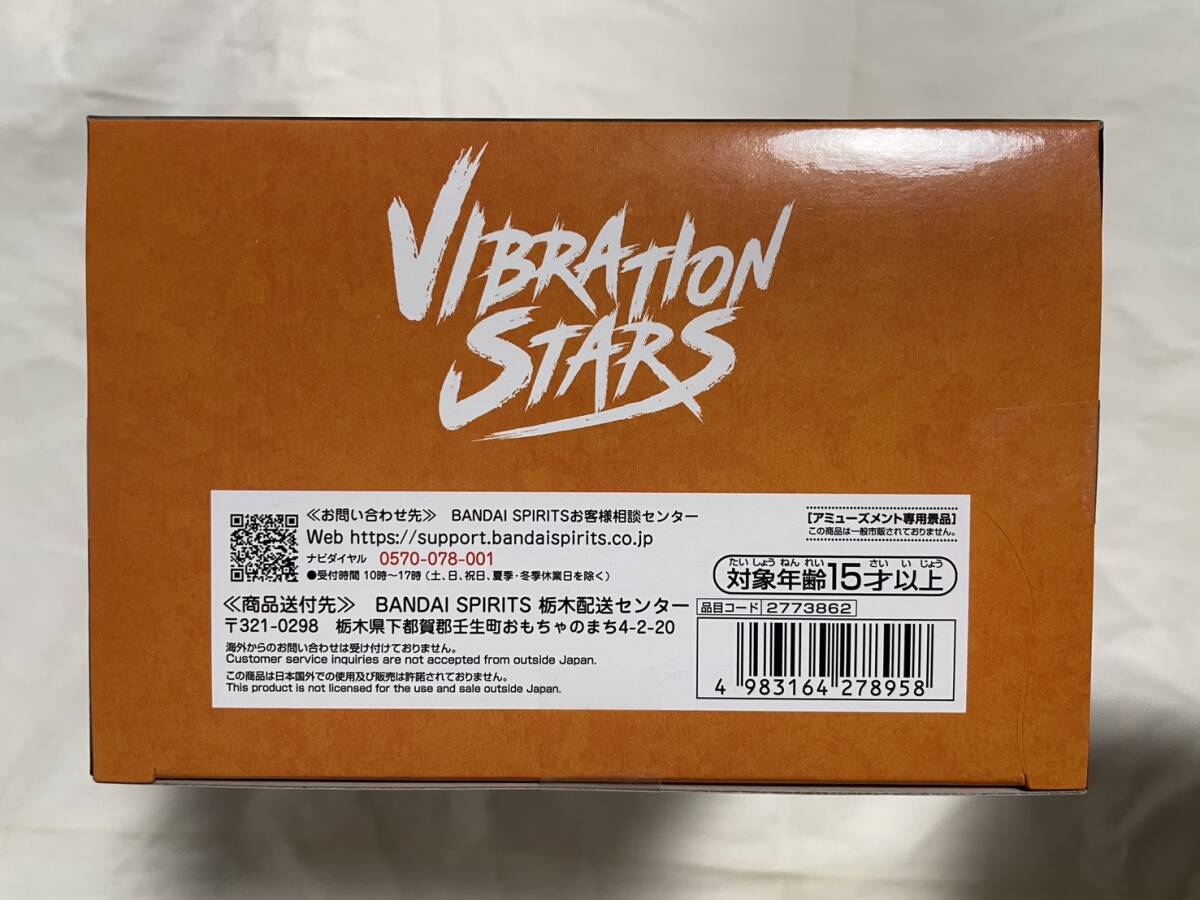 VIBRATION
STARS
≪お問い合わせ先≫ BANDAI SPIRITSお客様相談センター
Web https://support.bandaispirits.co.jp
ナビダイヤル 0570-078-001
●受付時間 10時〜17時（土、日、祝日、夏季・冬季休業日を除く）
≪商品送付先≫ BANDAI SPIRITS 栃木配送センター
〒321-0298 栃木県下都賀郡壬生町おもちゃのまち4-2-20
海外からのお問い合わせは受け付けておりません。
Customer service inquiries are not accepted from outside Japan.
この商品は日本国外での使用及び販売は許諾されておりません。
This product is not licensed for the use and sale outside Japan.
［アミューズメント専用景品］
この商品は一般市販されておりません。
たいしょうねんれい さいいじょう
対象年齢15才以上
品目コード 2773862
4 983164 278958